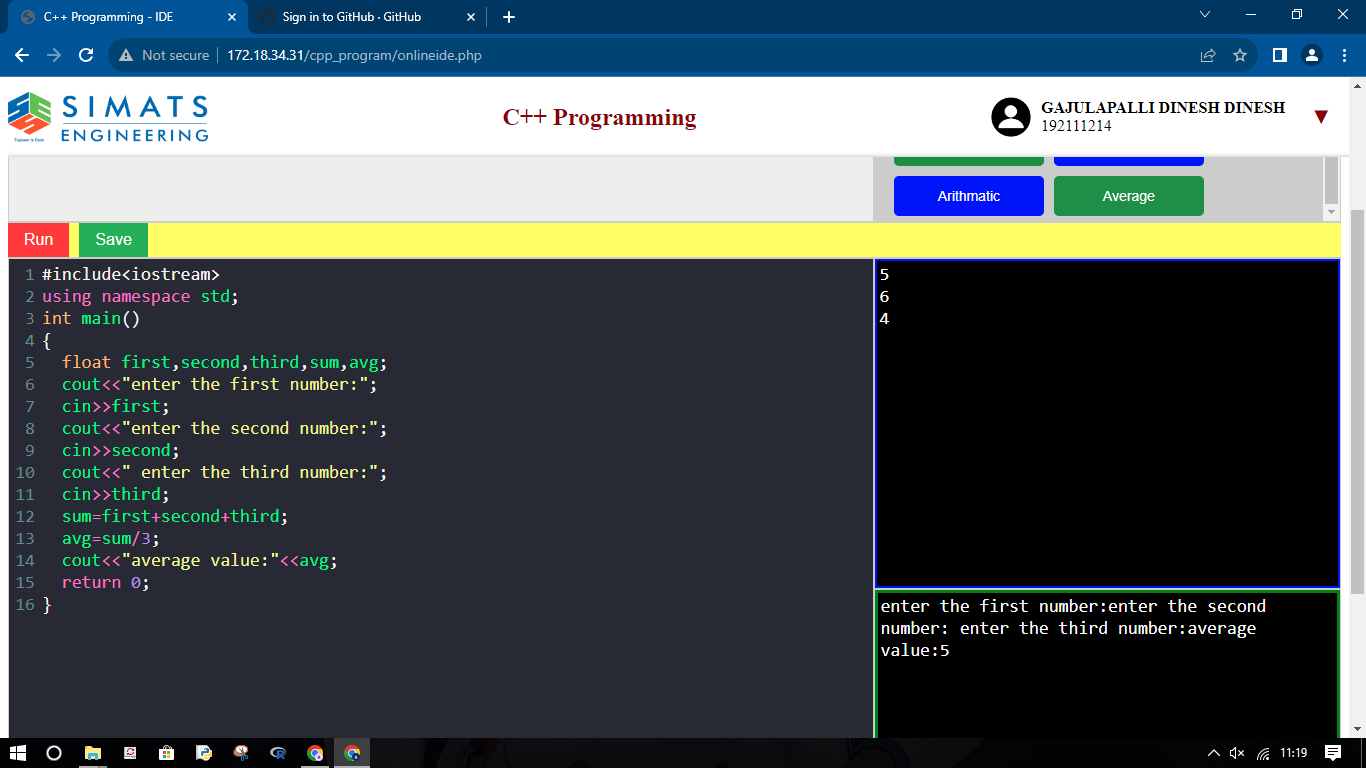 C++ Programming - IDE
Sign in to GitHub · GitHub
Not secure
172.18.34.31/cpp_program/onlineide.php
SIMATS
ENGINEERING
Engineer to Excel
C++ Programming
GAJULAPALLI DINESH DINESH
192111214
Arithmatic
Average
Run
Save
1 #include<iostream>
2 using namespace std;
3 int main()
4 {
5 float first,second,third,sum,avg;
6 cout<<"enter the first number:";
7 cin>>first;
8 cout<<"enter the second number:";
9 cin>>second;
10 cout<<" enter the third number:";
11 cin>>third;
12 sum=first+second+third;
13 avg=sum/3;
14 cout<<"average value:"<<avg;
15 return 0;
16 }
5
6
4
enter the first number:enter the second
number: enter the third number:average
value:5
11:19